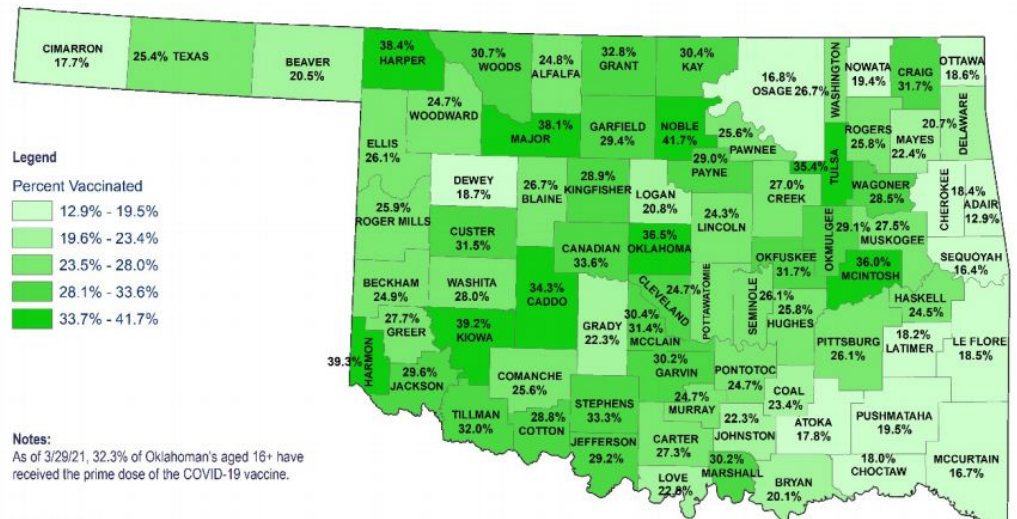 CIMARRON
17.7%
25.4% TEXAS
BEAVER
20.5%
38.4%
HARPER
30.7%
WOODS
24.8%
ALFALFA
32.8%
GRANT
30.4%
KAY
16.8%
OSAGE 26.7%
WASHINGTON
NOWATA
19.4%
CRAIG
31.7%
OTTAWA
18.6%
24.7%
WOODWARD
38.1%
MAJOR
GARFIELD
29.4%
NOBLE
41.7%
25.6%
PAWNEE
ROGERS
25.8%
20.7%
MAYES
22.4%
DELAWARE
ELLIS
26.1%
DEWEY
18.7%
26.7%
BLAINE
28.9%
KINGFISHER
LOGAN
20.8%
29.0%
PAYNE
35.4%
TULSA
27.0%
CREEK
WAGONER
28.5%
CHEROKEE
18.4%
ADAIR
12.9%
25.9%
ROGER MILLS
CUSTER
31.5%
CANADIAN
33.6%
36.5%
OKLAHOMA
24.3%
LINCOLN
OKFUSKEE
31.7%
OKMULGEE
29.1%
27.5%
MUSKOGEE
36.0%
MCINTOSH
SEQUOYAH
16.4%
BECKHAM
24.9%
WASHITA
28.0%
34.3%
CADDO
GRADY
22.3%
CLEVELAND
30.4%
31.4%
MCCLAIN
24.7%
POTTAWATOMIE
SEMINOLE
26.1%
25.8%
HUGHES
HASKELL
24.5%
PITTSBURG
26.1%
18.2%
LATIMER
LE FLORE
18.5%
27.7%
GREER
39.2%
KIOWA
39.3%
HARMON
29.6%
JACKSON
COMANCHE
25.6%
30.2%
GARVIN
PONTOTOC
24.7%
COAL
23.4%
TILLMAN
32.0%
28.8%
COTTON
STEPHENS
33.3%
JEFFERSON
29.2%
24.7%
MURRAY
22.3%
JOHNSTON
ATOKA
17.8%
PUSHMATAHA
19.5%
CARTER
27.3%
LOVE
22.8%
30.2%
MARSHALL
BRYAN
20.1%
18.0%
CHOCTAW
MCCURTAIN
16.7%
Legend
Percent Vaccinated
12.9% - 19.5%
19.6% - 23.4%
23.5% - 28.0%
28.1% - 33.6%
33.7% - 41.7%
Notes:
As of 3/29/21, 32.3% of Oklahoman's aged 16+ have
received the prime dose of the COVID-19 vaccine.